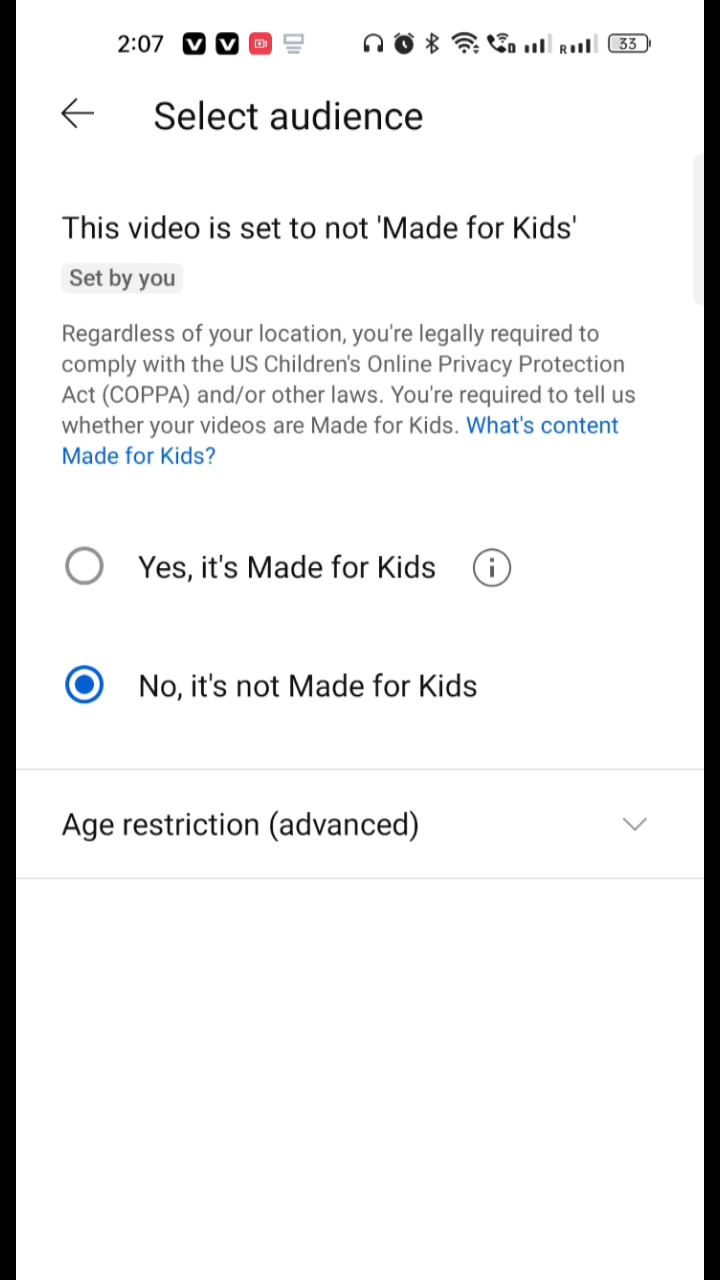 2:07
R
33
Select audience
This video is set to not 'Made for Kids'
Set by you
Regardless of your location, you're legally required to
comply with the US Children's Online Privacy Protection
Act (COPPA) and/or other laws. You're required to tell us
whether your videos are Made for Kids. What's content
Made for Kids?
Yes, it's Made for Kids
No, it's not Made for Kids
Age restriction (advanced)